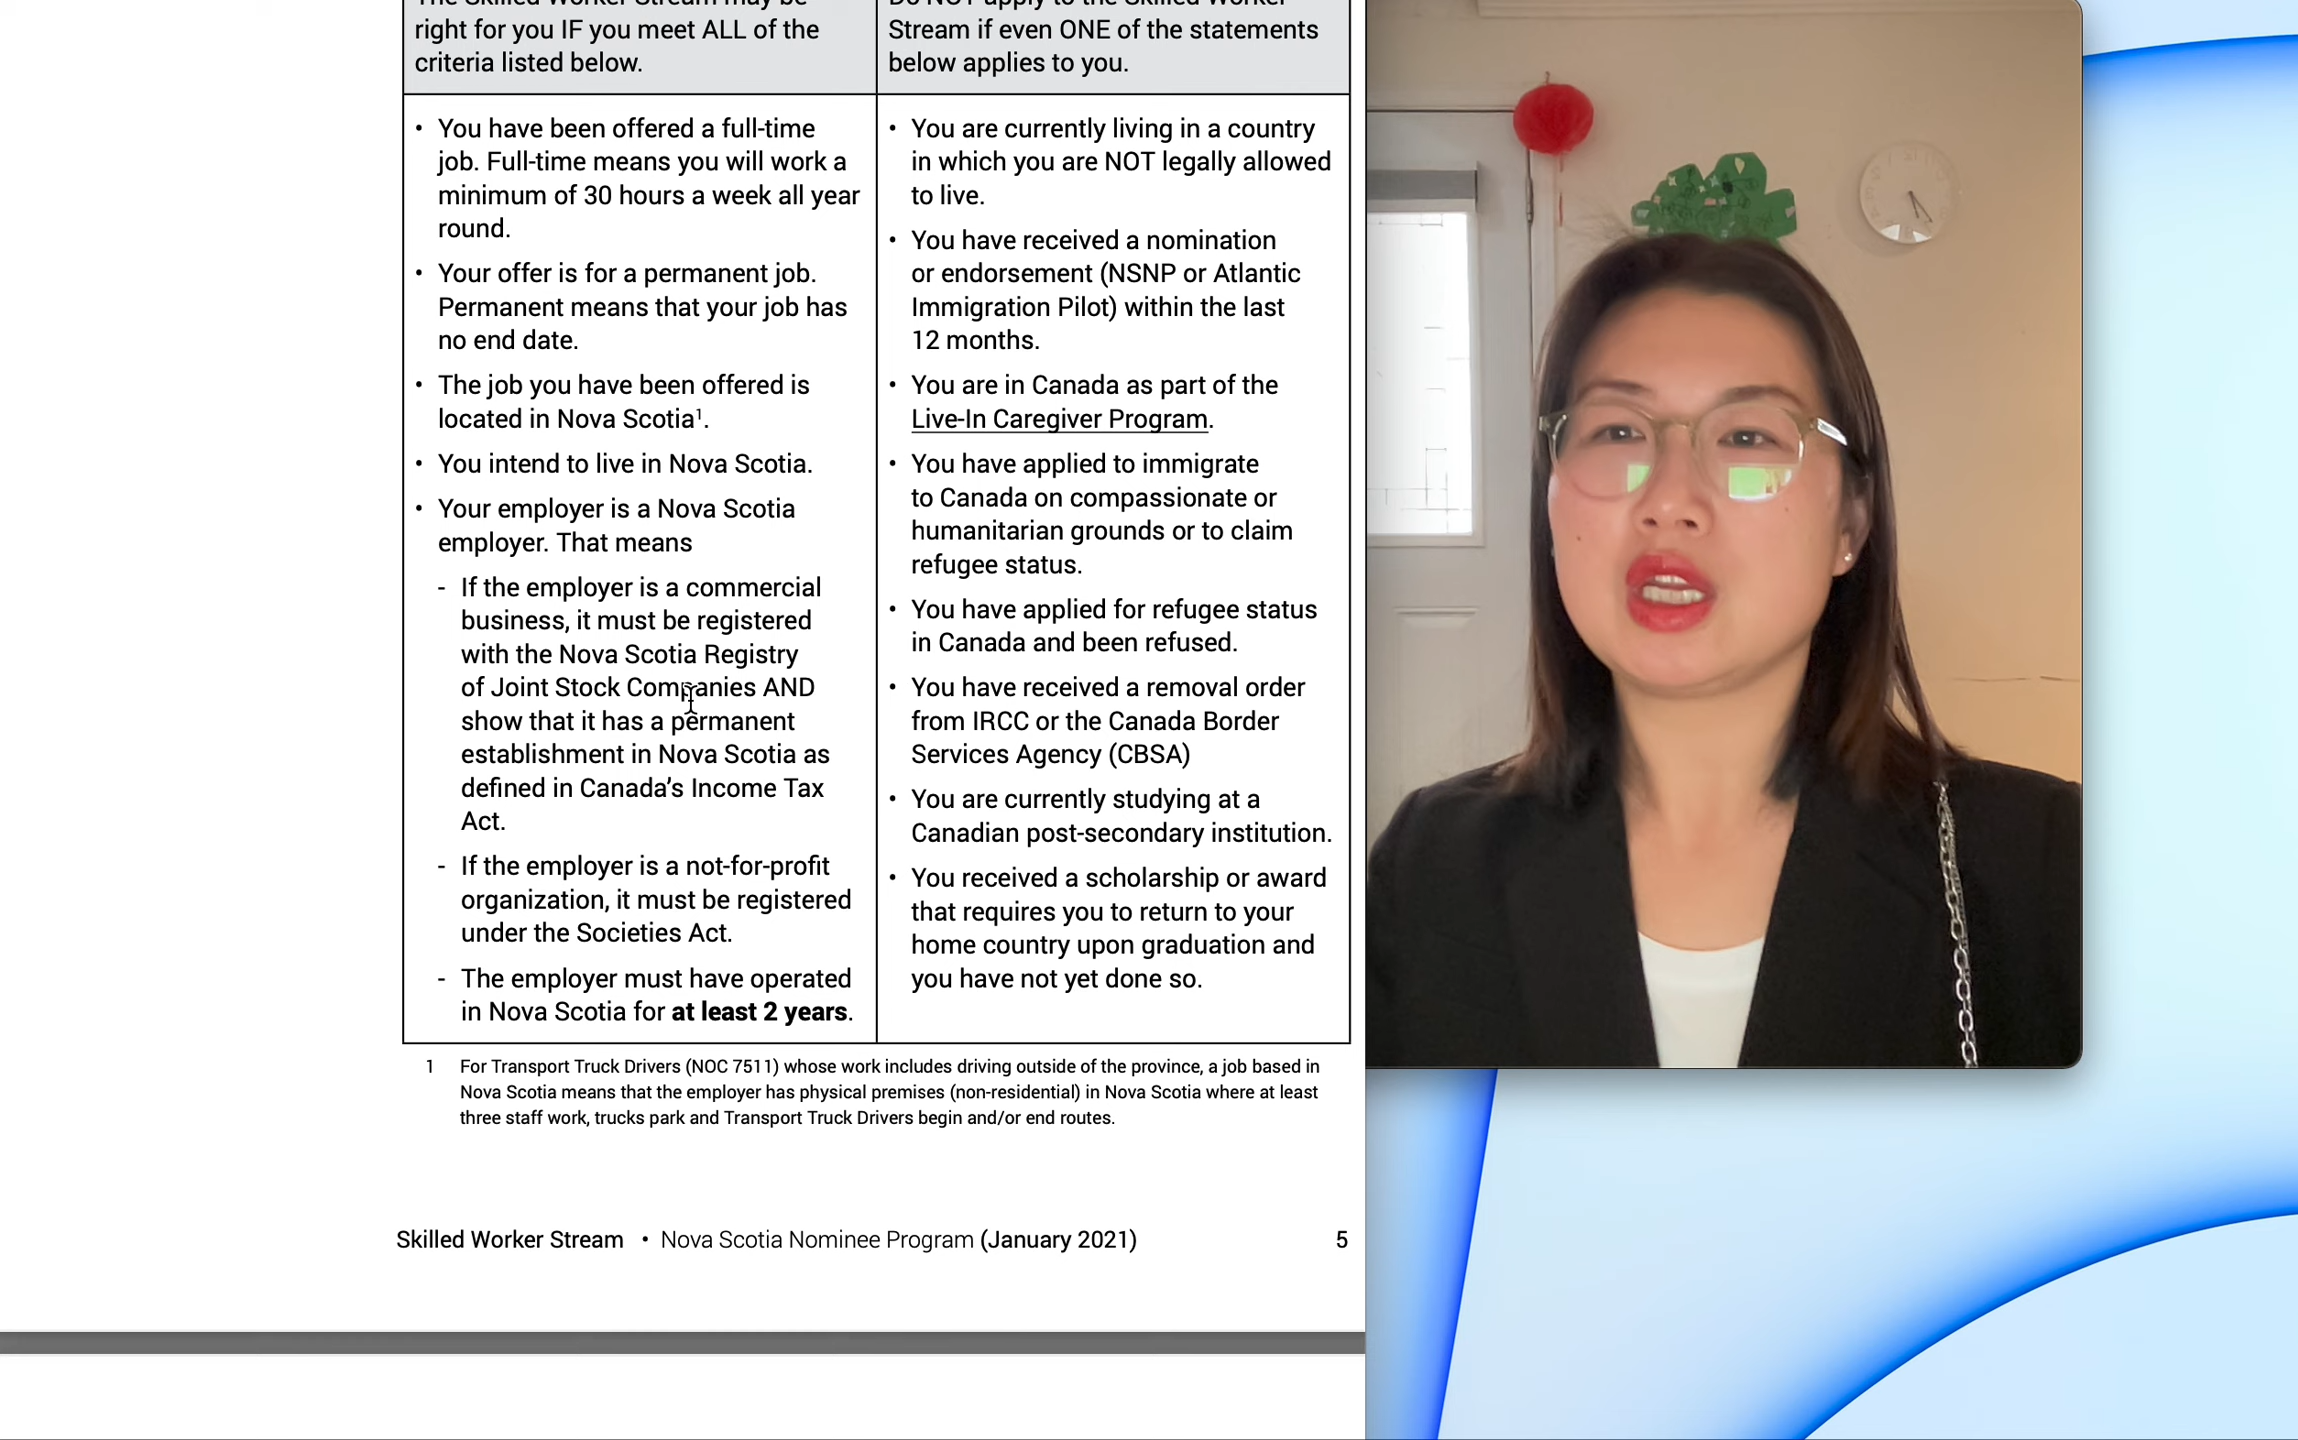 The Skilled Worker Stream may be
right for you IF you meet ALL of the
criteria listed below.
• You have been offered a full-time
job. Full-time means you will work a
minimum of 30 hours a week all year
round.
• Your offer is for a permanent job.
Permanent means that your job has
no end date.
• The job you have been offered is
located in Nova Scotia¹.
• You intend to live in Nova Scotia.
• Your employer is a Nova Scotia
employer. That means
- If the employer is a commercial
business, it must be registered
with the Nova Scotia Registry
of Joint Stock Companies AND
show that it has a permanent
establishment in Nova Scotia as
defined in Canada’s Income Tax
Act.
- If the employer is a not-for-profit
organization, it must be registered
under the Societies Act.
- The employer must have operated
in Nova Scotia for at least 2 years.
Do NOT apply to the Skilled Worker
Stream if even ONE of the statements
below applies to you.
• You are currently living in a country
in which you are NOT legally allowed
to live.
• You have received a nomination
or endorsement (NSNP or Atlantic
Immigration Pilot) within the last
12 months.
• You are in Canada as part of the
Live-In Caregiver Program.
• You have applied to immigrate
to Canada on compassionate or
humanitarian grounds or to claim
refugee status.
• You have applied for refugee status
in Canada and been refused.
• You have received a removal order
from IRCC or the Canada Border
Services Agency (CBSA)
• You are currently studying at a
Canadian post-secondary institution.
• You received a scholarship or award
that requires you to return to your
home country upon graduation and
you have not yet done so.
1 For Transport Truck Drivers (NOC 7511) whose work includes driving outside of the province, a job based in
Nova Scotia means that the employer has physical premises (non-residential) in Nova Scotia where at least
three staff work, trucks park and Transport Truck Drivers begin and/or end routes.
Skilled Worker Stream • Nova Scotia Nominee Program (January 2021) 5